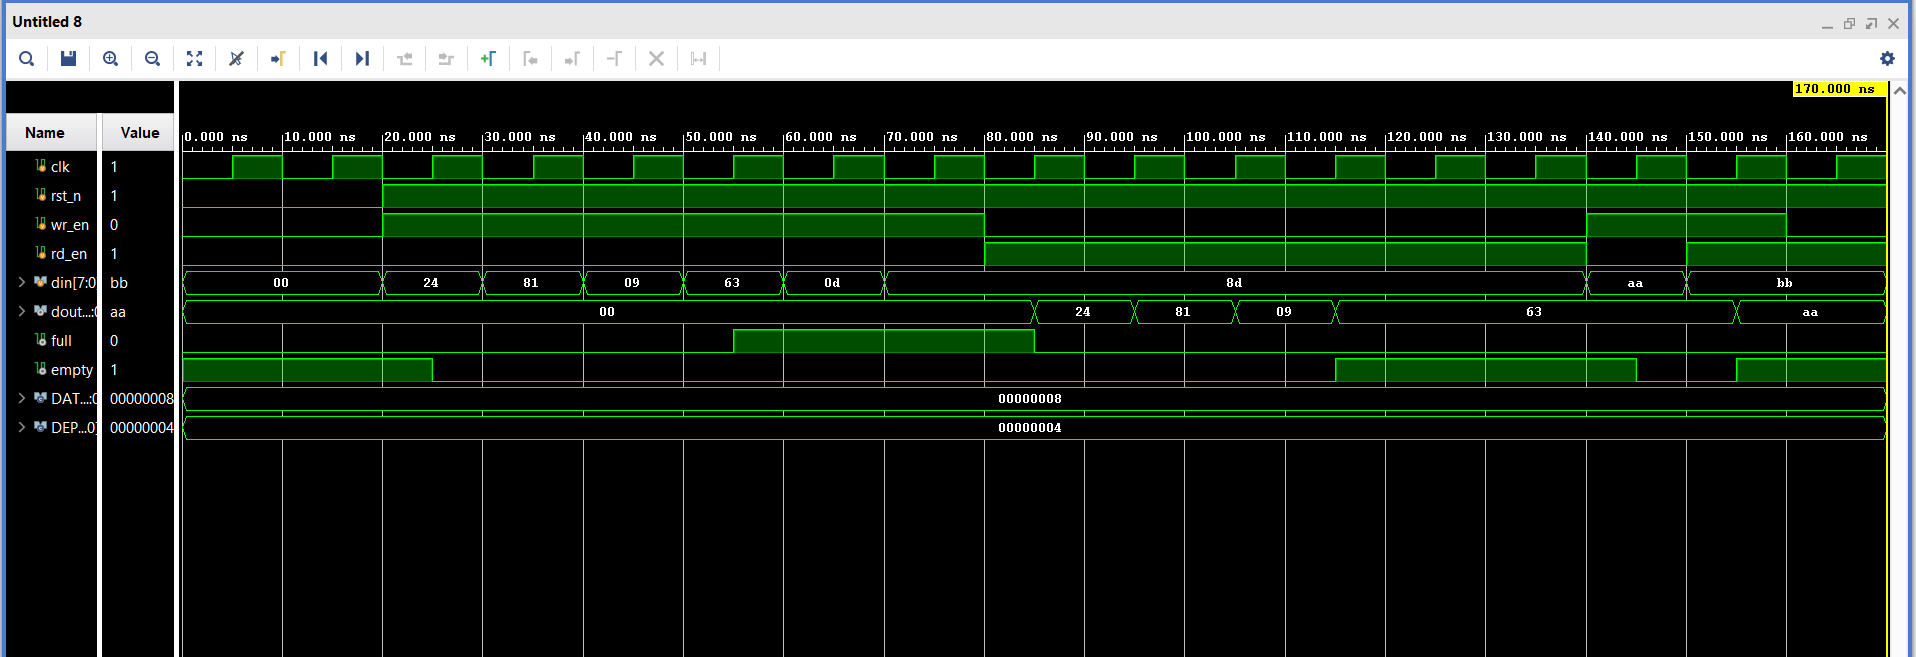 Untitled 8
170.000 ns
Name Value 0.000 ns 10.000 ns 20.000 ns 30.000 ns 40.000 ns 50.000 ns 60.000 ns 70.000 ns 80.000 ns 90.000 ns 100.000 ns 110.000 ns 120.000 ns 130.000 ns 140.000 ns 150.000 ns 160.000 ns
clk 1
rst_n 1
wr_en 0
rd_en 1
din[7:0 bb 00 24 81 09 63 0d 8d aa bb
dout...:0 aa 00 24 81 09 63 aa
full 0
empty 1
DAT...:0 00000008 00000008
DEP...0] 00000004 00000004